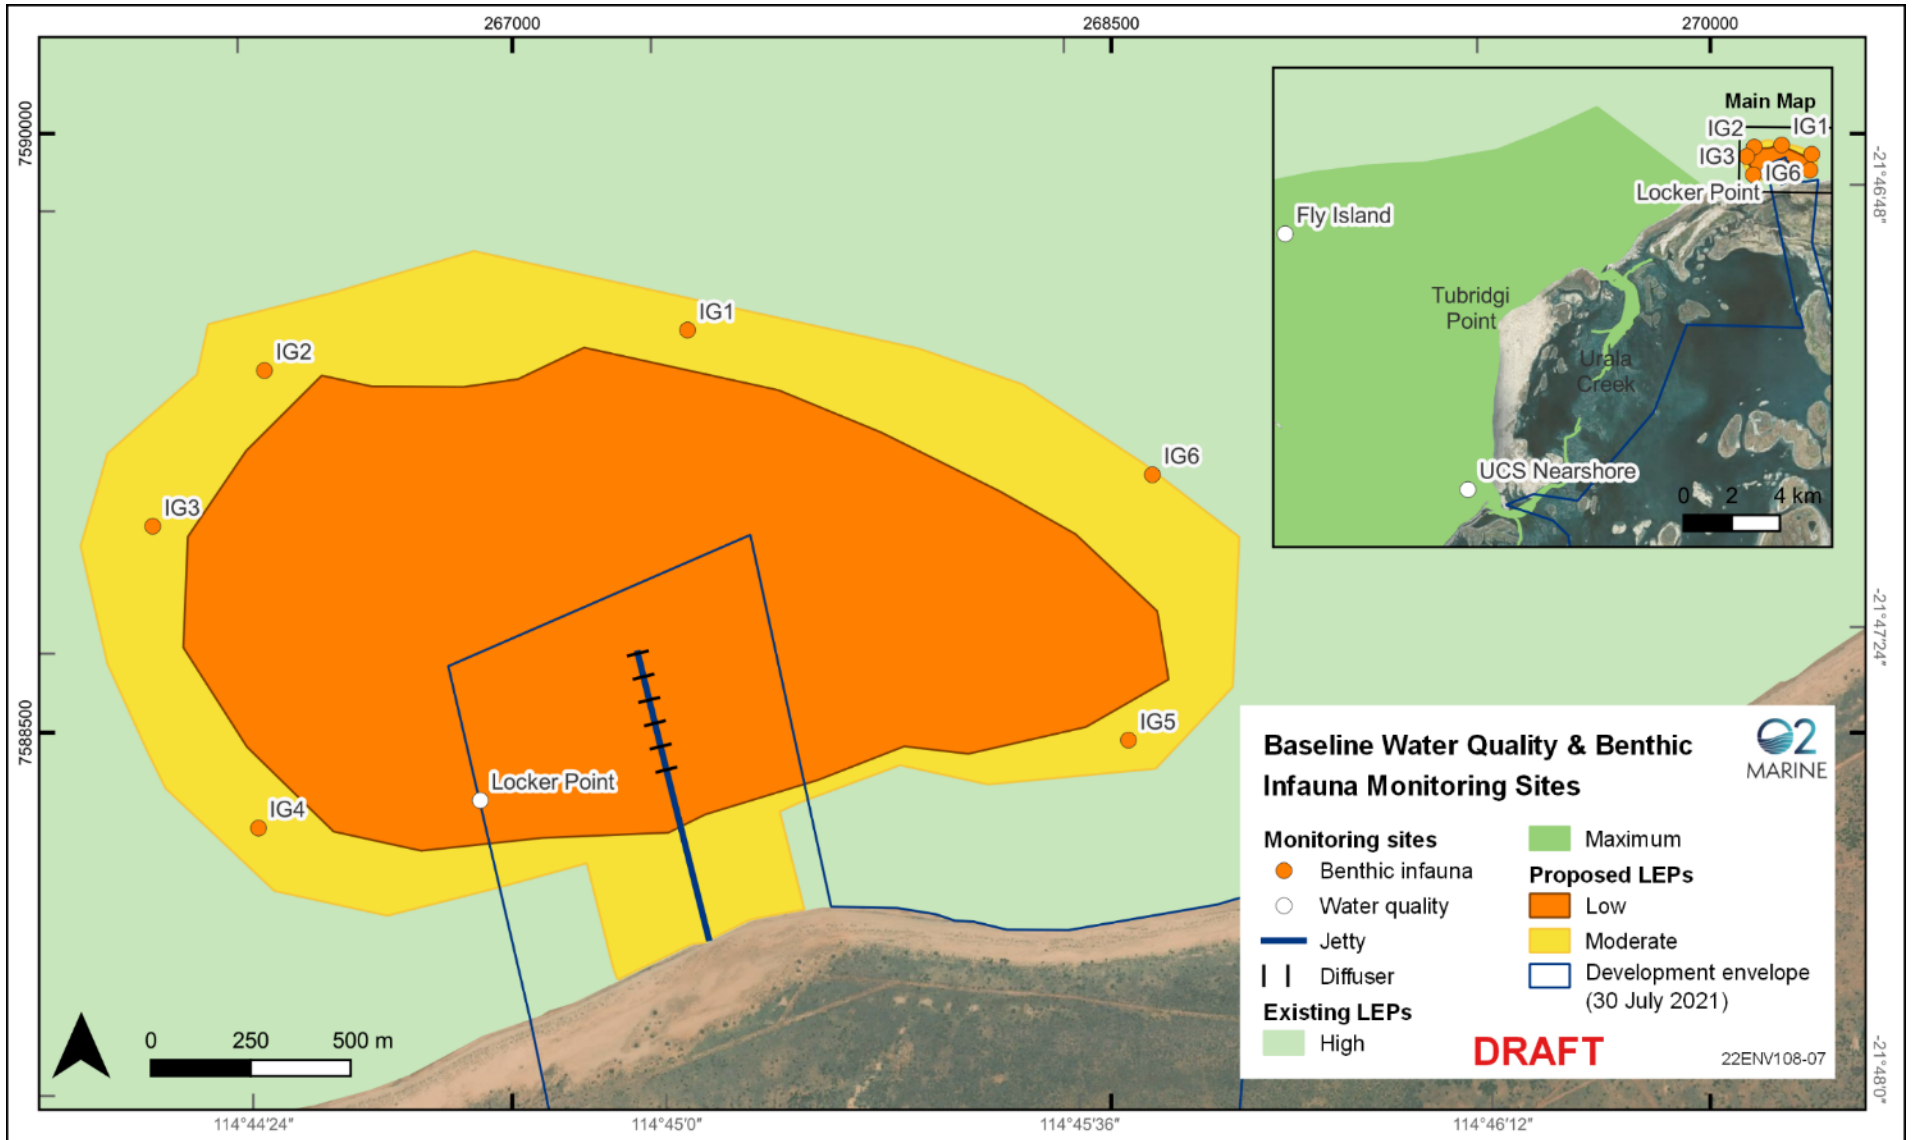 267000
268500
270000
7590000
7588500
-21°46'48"
-21°47'24"
-21°48'0"
114°44'24"
114°45'0"
114°45'36"
114°46'12"
IG1
IG2
IG3
IG4
IG5
IG6
Locker Point
0 250 500 m
Main Map
IG2
IG1
IG3
IG6
Locker Point
Fly Island
Tubridgi
Point
Urala
Creek
UCS Nearshore
0 2 4 km
Baseline Water Quality & Benthic
Infauna Monitoring Sites
O2
MARINE
Monitoring sites
Benthic infauna
Water quality
Jetty
Diffuser
Existing LEPs
High
Maximum
Proposed LEPs
Low
Moderate
Development envelope
(30 July 2021)
DRAFT
22ENV108-07